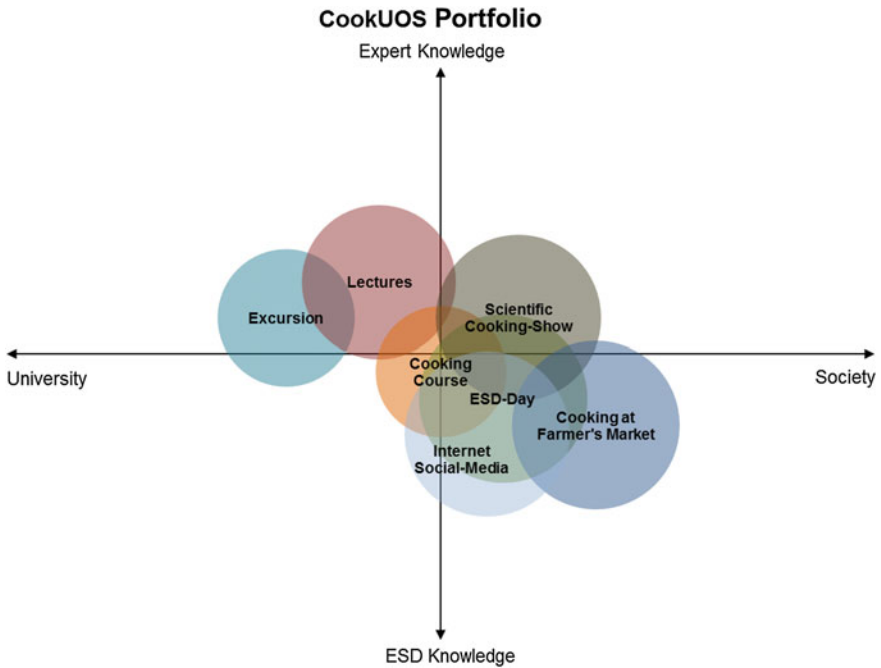 CookUOS Portfolio
Expert Knowledge
Lectures
Excursion
Scientific
Cooking-Show
University
Society
Cooking
Course
ESD-Day
Cooking at
Farmer's Market
Internet
Social-Media
ESD Knowledge